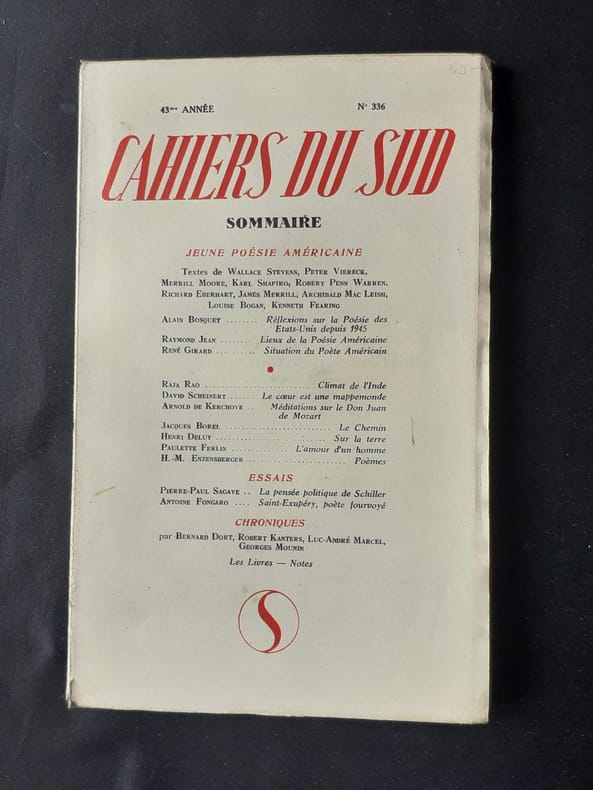 43me ANNÉE N° 336
CAHIERS DU SUD
SOMMAIRE
JEUNE POÉSIE AMÉRICAINE
Textes de Wallace Stevens, Peter Viereck,
Merrill Moore, Karl Shapiro, Robert Penn Warren,
Richard Eberhart, James Merrill, Archibald Mac Leish,
Louise Bogan, Kenneth Fearing
Alain Bosquet ........ Réflexions sur la Poésie des
Etats-Unis depuis 1945
Raymond Jean ....... Lieux de la Poésie Américaine
René Girard .......... Situation du Poète Américain
Raja Rao ........................... Climat de l'Inde
David Scheinert ...... Le cœur est une mappemonde
Arnold de Kerchove .. Méditations sur le Don Juan
de Mozart
Jacques Borel ........................... Le Chemin
Henri Deluy ............................ Sur la terre
Paulette Ferlin ............... L'amour d'un homme
H.-M. Enzensberger ........................ Poèmes
ESSAIS
Pierre-Paul Sagave .. La pensée politique de Schiller
Antoine Fongaro .... Saint-Exupéry, poète fourvoyé
CHRONIQUES
par Bernard Dort, Robert Kanters, Luc-André Marcel,
Georges Mounin
Les Livres — Notes
S